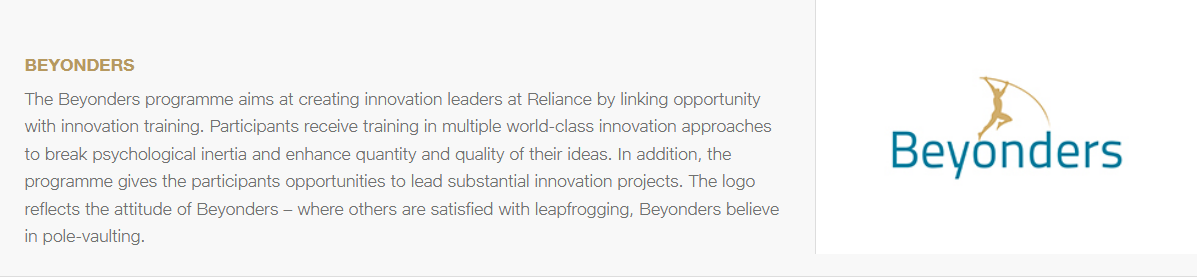 BEYONDERS
The Beyonders programme aims at creating innovation leaders at Reliance by linking opportunity
with innovation training. Participants receive training in multiple world-class innovation approaches
to break psychological inertia and enhance quantity and quality of their ideas. In addition, the
programme gives the participants opportunities to lead substantial innovation projects. The logo
reflects the attitude of Beyonders – where others are satisfied with leapfrogging, Beyonders believe
in pole-vaulting.
Beyonders